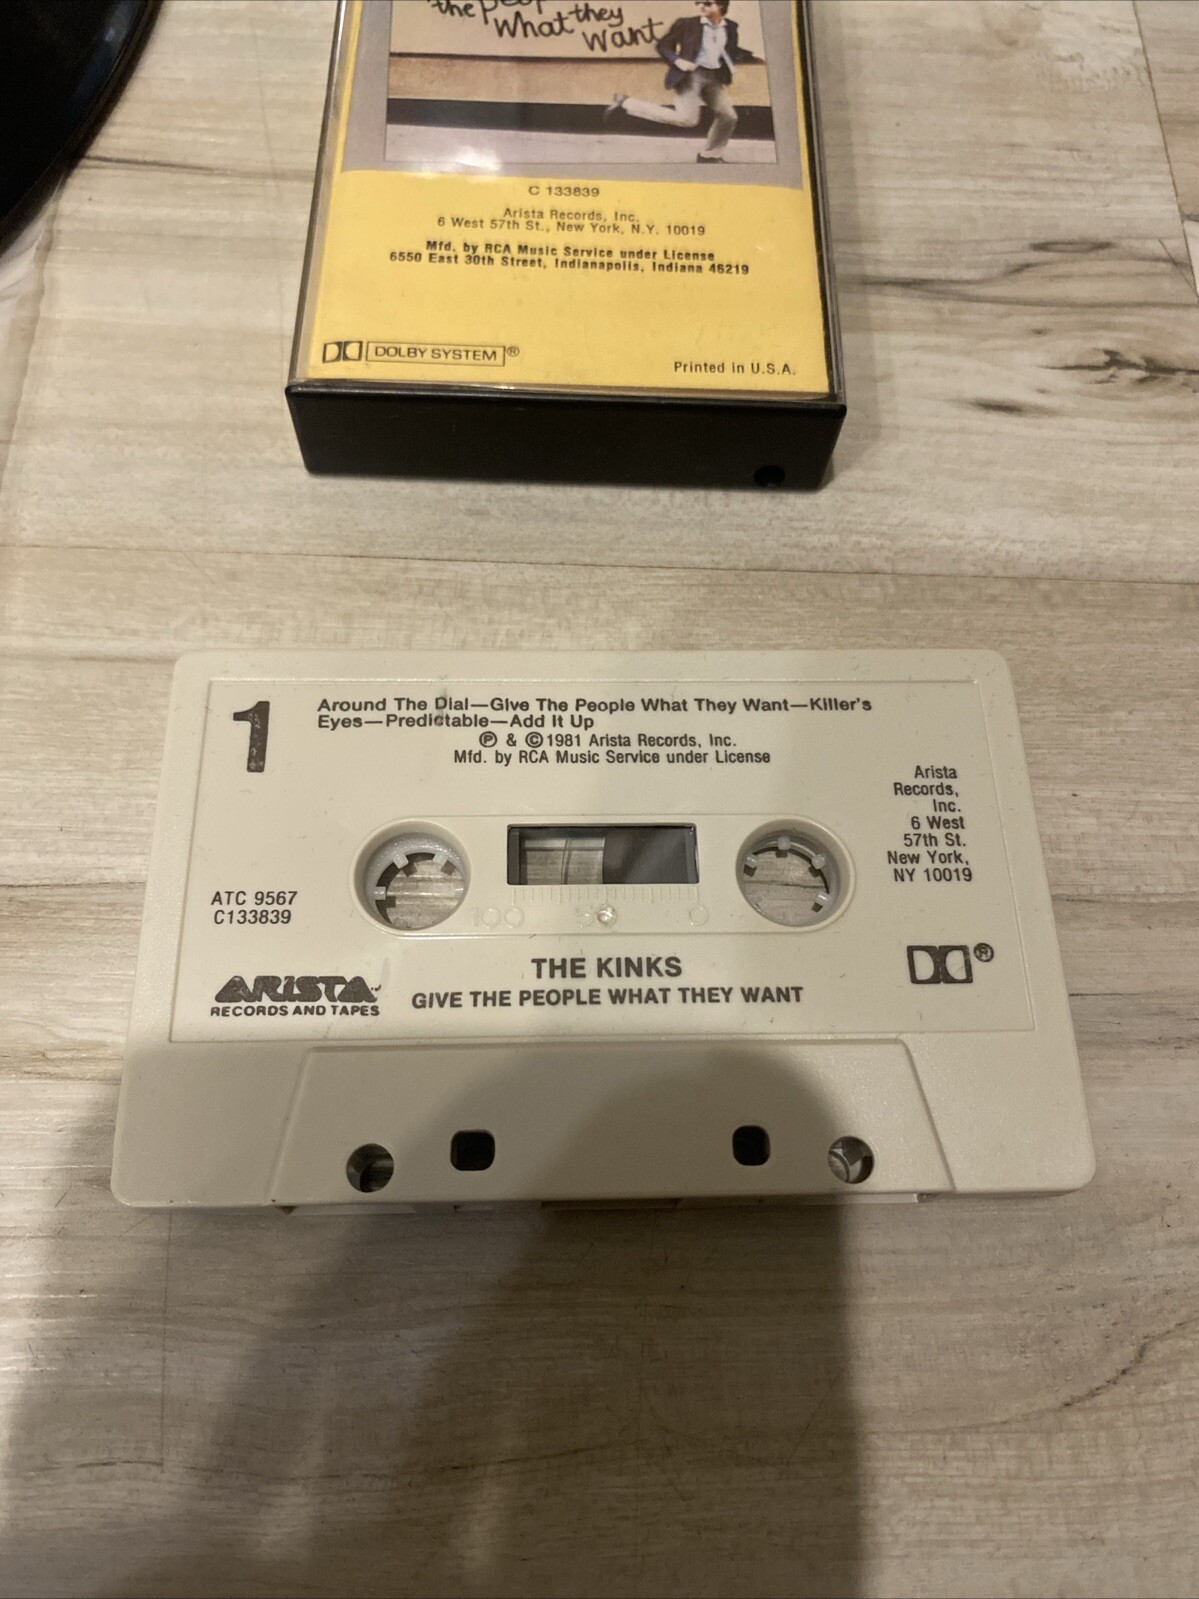 the
What they
Want
C 133839
Arista Records, Inc.
6 West 57th St., New York, N.Y. 10019
Mfd. by RCA Music Service under License
6550 East 30th Street, Indianapolis, Indiana 46219
DOLBY SYSTEM®
Printed in U.S.A.
1
Around The Dial—Give The People What They Want—Killer's
Eyes—Predictable—Add It Up
Ⓟ & © 1981 Arista Records, Inc.
Mfd. by RCA Music Service under License
Arista
Records,
Inc.
6 West
57th St.
New York,
NY 10019
ATC 9567
C133839
THE KINKS
GIVE THE PEOPLE WHAT THEY WANT
ARISTA
RECORDS AND TAPES
®